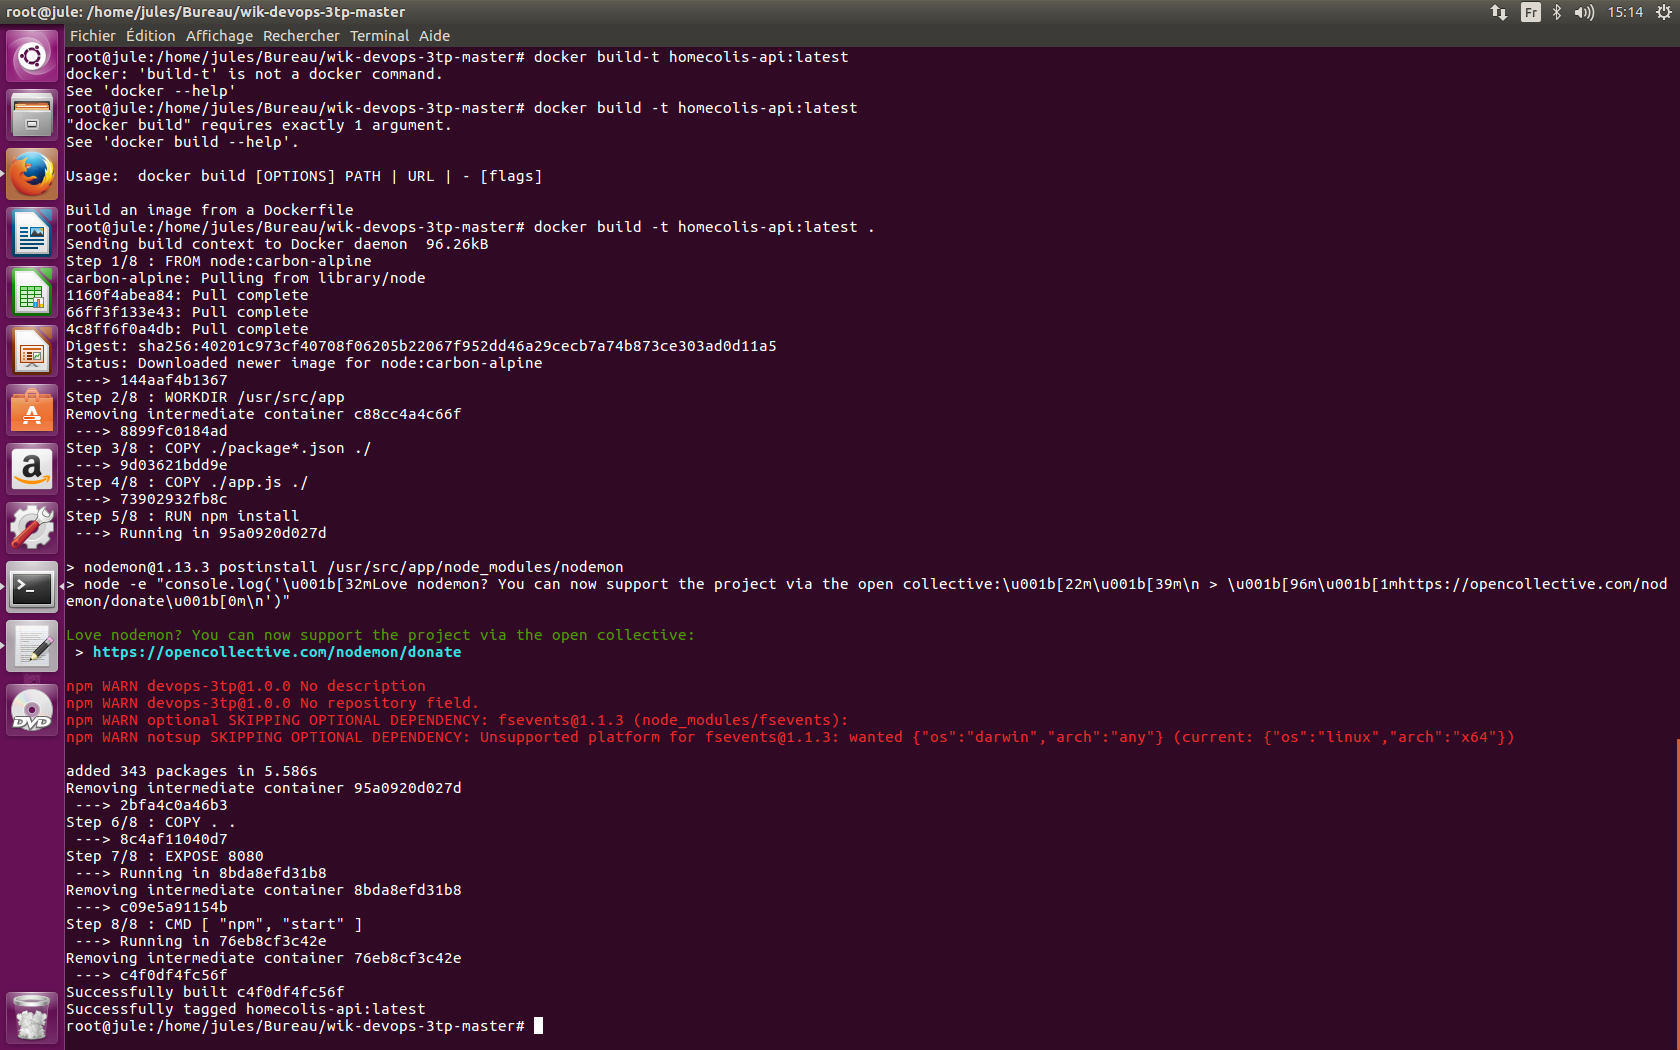 root@jule: /home/jules/Bureau/wik-devops-3tp-master
Fr
15:14
Fichier Édition Affichage Rechercher Terminal Aide
root@jule:/home/jules/Bureau/wik-devops-3tp-master# docker build-t homecolis-api:latest
docker: 'build-t' is not a docker command.
See 'docker --help'
root@jule:/home/jules/Bureau/wik-devops-3tp-master# docker build -t homecolis-api:latest
"docker build" requires exactly 1 argument.
See 'docker build --help'.
Usage:  docker build [OPTIONS] PATH | URL | - [flags]
Build an image from a Dockerfile
root@jule:/home/jules/Bureau/wik-devops-3tp-master# docker build -t homecolis-api:latest .
Sending build context to Docker daemon  96.26kB
Step 1/8 : FROM node:carbon-alpine
carbon-alpine: Pulling from library/node
1160f4abea84: Pull complete
66ff3f133e43: Pull complete
4c8ff6f0a4db: Pull complete
Digest: sha256:40201c973cf40708f06205b22067f952dd46a29cecb7a74b873ce303ad0d11a5
Status: Downloaded newer image for node:carbon-alpine
 ---> 144aaf4b1367
Step 2/8 : WORKDIR /usr/src/app
Removing intermediate container c88cc4a4c66f
 ---> 8899fc0184ad
Step 3/8 : COPY ./package*.json ./
 ---> 9d03621bdd9e
Step 4/8 : COPY ./app.js ./
 ---> 73902932fb8c
Step 5/8 : RUN npm install
 ---> Running in 95a0920d027d
> nodemon@1.13.3 postinstall /usr/src/app/node_modules/nodemon
> node -e "console.log('\u001b[32mLove nodemon? You can now support the project via the open collective:\u001b[22m\u001b[39m\n > \u001b[96m\u001b[1mhttps://opencollective.com/nod
emon/donate\u001b[0m\n')"
Love nodemon? You can now support the project via the open collective:
 > https://opencollective.com/nodemon/donate
npm WARN devops-3tp@1.0.0 No description
npm WARN devops-3tp@1.0.0 No repository field.
npm WARN optional SKIPPING OPTIONAL DEPENDENCY: fsevents@1.1.3 (node_modules/fsevents):
npm WARN notsup SKIPPING OPTIONAL DEPENDENCY: Unsupported platform for fsevents@1.1.3: wanted {"os":"darwin","arch":"any"} (current: {"os":"linux","arch":"x64"})
added 343 packages in 5.586s
Removing intermediate container 95a0920d027d
 ---> 2bfa4c0a46b3
Step 6/8 : COPY . .
 ---> 8c4af11040d7
Step 7/8 : EXPOSE 8080
 ---> Running in 8bda8efd31b8
Removing intermediate container 8bda8efd31b8
 ---> c09e5a91154b
Step 8/8 : CMD [ "npm", "start" ]
 ---> Running in 76eb8cf3c42e
Removing intermediate container 76eb8cf3c42e
 ---> c4f0df4fc56f
Successfully built c4f0df4fc56f
Successfully tagged homecolis-api:latest
root@jule:/home/jules/Bureau/wik-devops-3tp-master#
A
a
>_
DVD